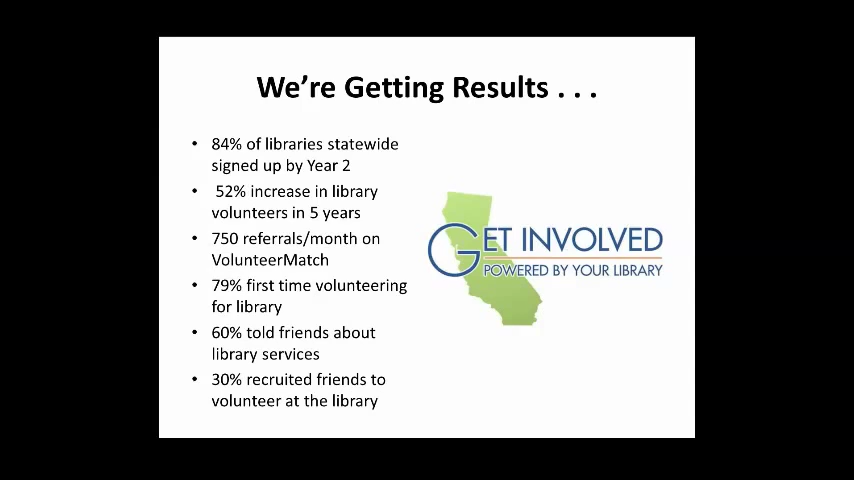 We're Getting Results . . .
• 84% of libraries statewide
signed up by Year 2
• 52% increase in library
volunteers in 5 years
• 750 referrals/month on
VolunteerMatch
• 79% first time volunteering
for library
• 60% told friends about
library services
• 30% recruited friends to
volunteer at the library
GET INVOLVED
POWERED BY YOUR LIBRARY